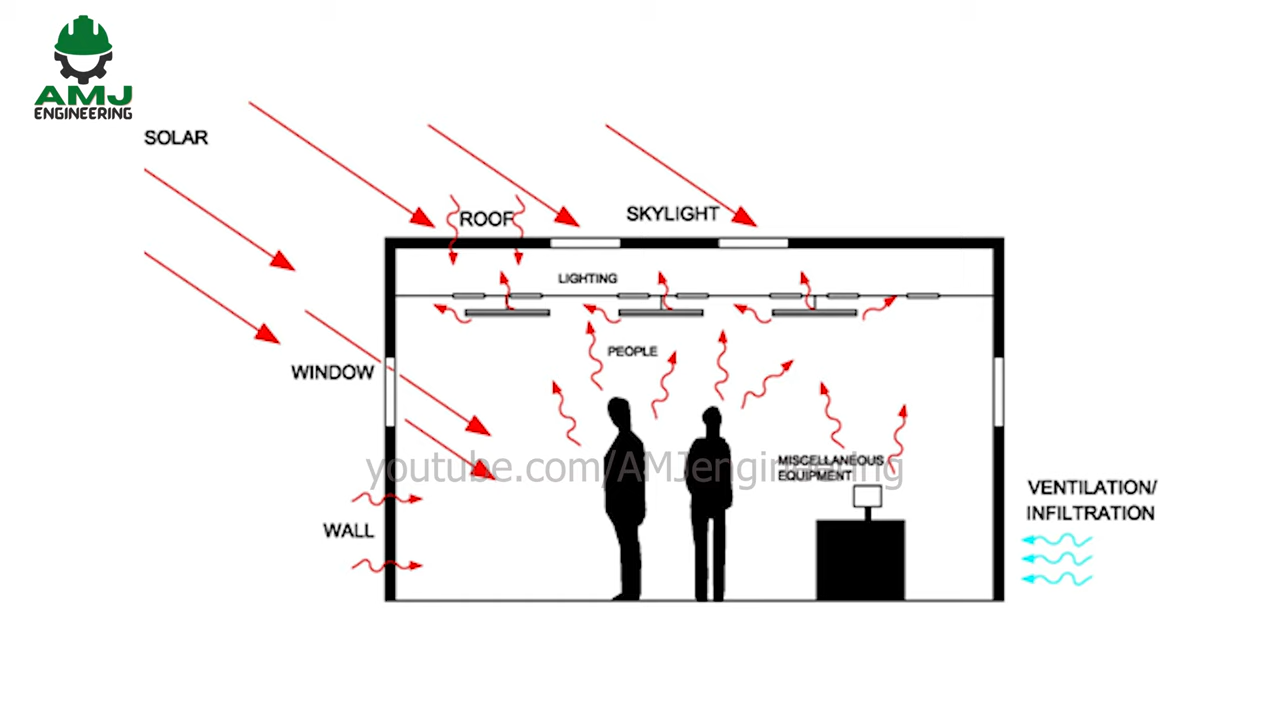 AMJ
ENGINEERING
SOLAR
ROOF
SKYLIGHT
LIGHTING
PEOPLE
WINDOW
youtube.com/AMJengineering
MISCELLANEOUS
EQUIPMENT
VENTILATION/
INFILTRATION
WALL